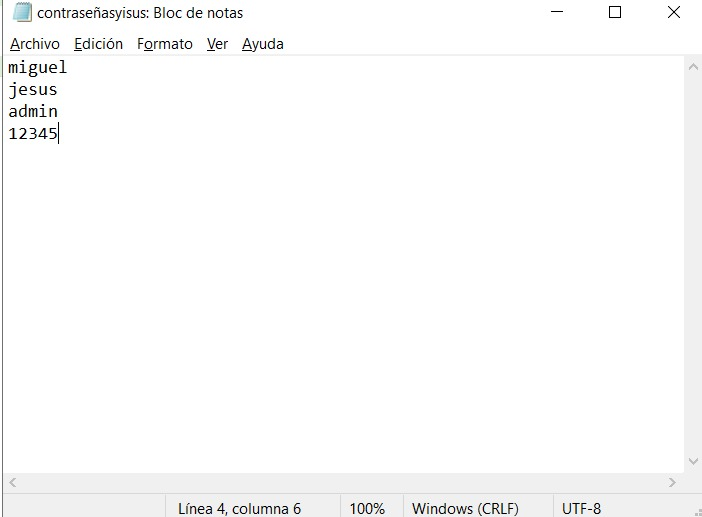 contraseñasyisus: Bloc de notas
Archivo Edición Formato Ver Ayuda
miguel
jesus
admin
12345
Línea 4, columna 6 100% Windows (CRLF) UTF-8